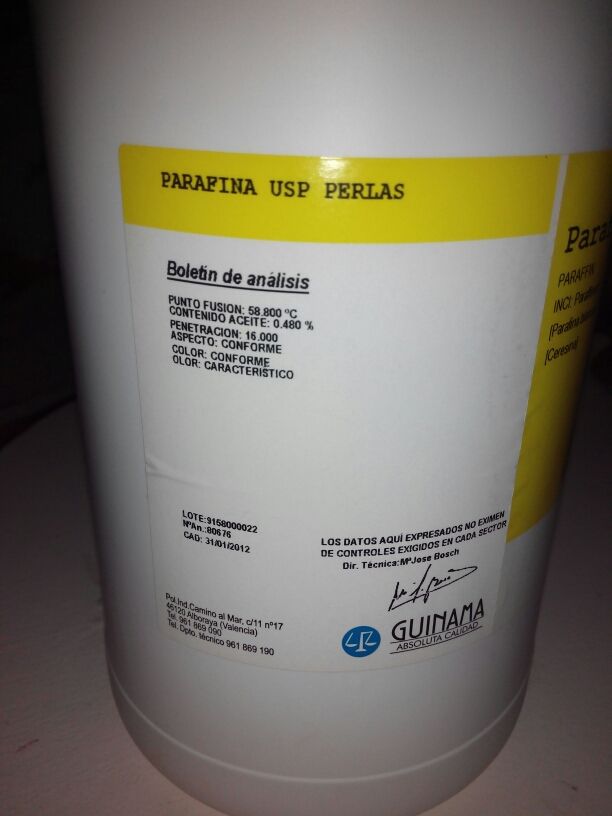 PARAFINA USP PERLAS
Boletín de análisis
PUNTO FUSION: 58.800 ºC
CONTENIDO ACEITE: 0.480 %
PENETRACION: 16.000
ASPECTO: CONFORME
COLOR: CONFORME
OLOR: CARACTERISTICO
LOTE:9158000022
NºAn.:80676
CAD: 31/01/2012
LOS DATOS AQUÍ EXPRESADOS NO EXIMEN
DE CONTROLES EXIGIDOS EN CADA SECTOR
Dir. Técnica:MªJose Bosch
Pol.Ind.Camino al Mar, c/11 nº17
46120 Alboraya (Valencia)
Tel. 961 869 090
Tel. Dpto. técnico 961 869 190
GUINAMA
ABSOLUTA CALIDAD
PARAFFIN
INCI:
[Parafina
[Ceresina]